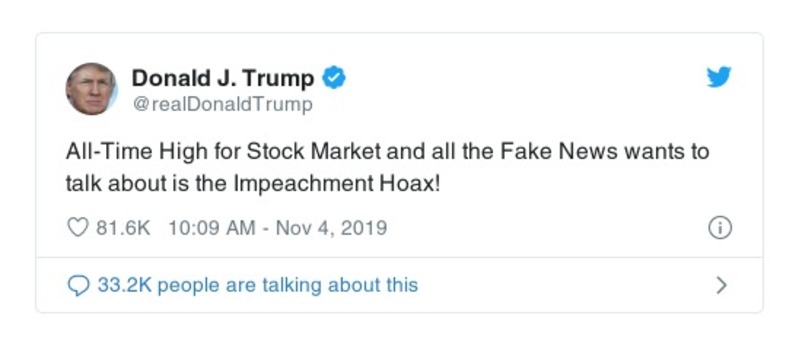 Donald J. Trump
@realDonaldTrump
All-Time High for Stock Market and all the Fake News wants to
talk about is the Impeachment Hoax!
81.6K 10:09 AM - Nov 4, 2019
33.2K people are talking about this